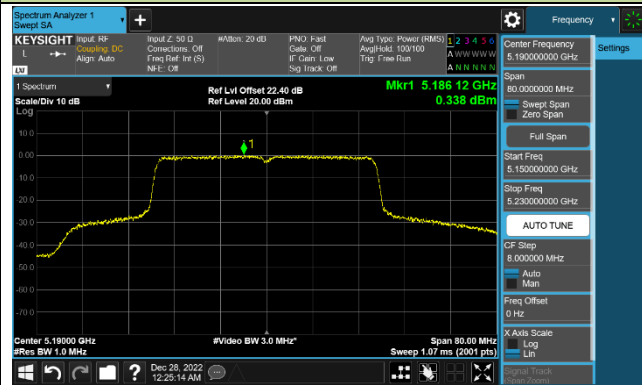 Spectrum Analyzer 1
Swept SA
Frequency
KEYSIGHT
L
LXI
Input: RF
Coupling: DC
Align: Auto
Input Z: 50 Ω
Corrections: Off
Freq Ref: Int (S)
NFE: Off
#Atten: 20 dB
PNO: Fast
Gate: Off
IF Gain: Low
Sig Track: Off
Avg Type: Power (RMS)
Avg|Hold: 100/100
Trig: Free Run
1 2 3 4 5 6
A W W W W W
A N N N N N
1 Spectrum
Scale/Div 10 dB
Log
Ref Lvl Offset 22.40 dB
Ref Level 20.00 dBm
Mkr1 5.186 12 GHz
0.338 dBm
10.0
0.00
-10.0
-20.0
-30.0
-40.0
-50.0
-60.0
-70.0
1
Center 5.19000 GHz
#Res BW 1.0 MHz
#Video BW 3.0 MHz*
Span 80.00 MHz
Sweep 1.07 ms (2001 pts)
Dec 28, 2022
12:25:14 AM
Center Frequency
5.190000000 GHz
Settings
Span
80.0000000 MHz
Swept Span
Zero Span
Full Span
Start Freq
5.150000000 GHz
Stop Freq
5.230000000 GHz
AUTO TUNE
CF Step
8.000000 MHz
Auto
Man
Freq Offset
0 Hz
X Axis Scale
Log
Lin
Signal Track
(Span Zoom)